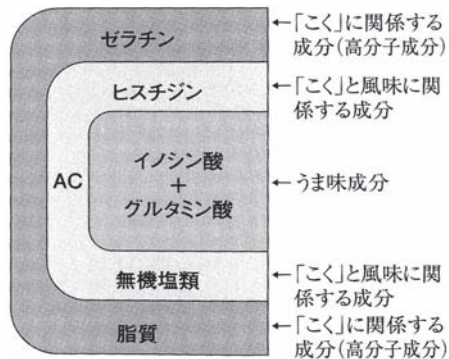 ゼラチン
←「こく」に関係する
成分(高分子成分)
ヒスチジン
←「こく」と風味に関
係する成分
AC
イノシン酸
+
グルタミン酸
←うま味成分
無機塩類
←「こく」と風味に関
係する成分
脂質
←「こく」に関係する
成分(高分子成分)